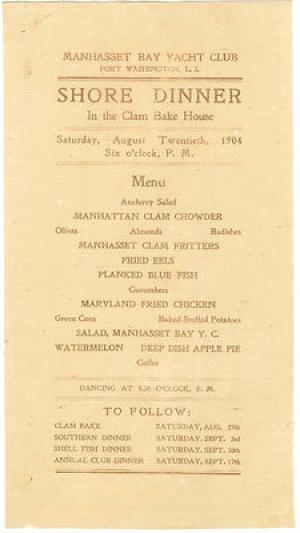 MANHASSET BAY YACHT CLUB
PORT WASHINGTON, L. I.
SHORE DINNER
In the Clam Bake House
Saturday, August Twentieth, 1904
Six o'clock, P. M.
Menu
Anchovy Salad
MANHATTAN CLAM CHOWDER
Olives Almonds Radishes
MANHASSET CLAM FRITTERS
FRIED EELS
PLANKED BLUE FISH
Cucumbers
MARYLAND FRIED CHICKEN
Green Corn Baked Stuffed Potatoes
SALAD, MANHASSET BAY Y. C.
WATERMELON DEEP DISH APPLE PIE
Coffee
DANCING AT 8.30 O'CLOCK, P. M.
TO FOLLOW:
CLAM BAKE SATURDAY, AUG. 27th
SOUTHERN DINNER SATURDAY, SEPT. 3rd
SHELL FISH DINNER SATURDAY, SEPT. 10th
ANNUAL CLUB DINNER SATURDAY, SEPT. 17th